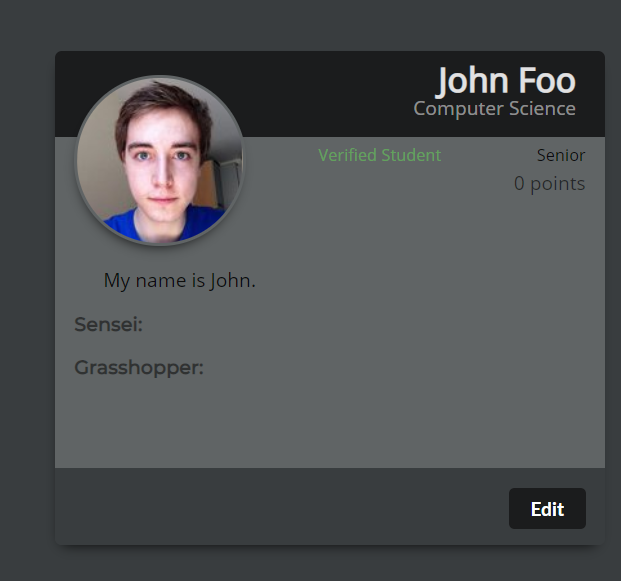 John Foo
Computer Science
Verified Student Senior
0 points
My name is John.
Sensei:
Grasshopper:
Edit